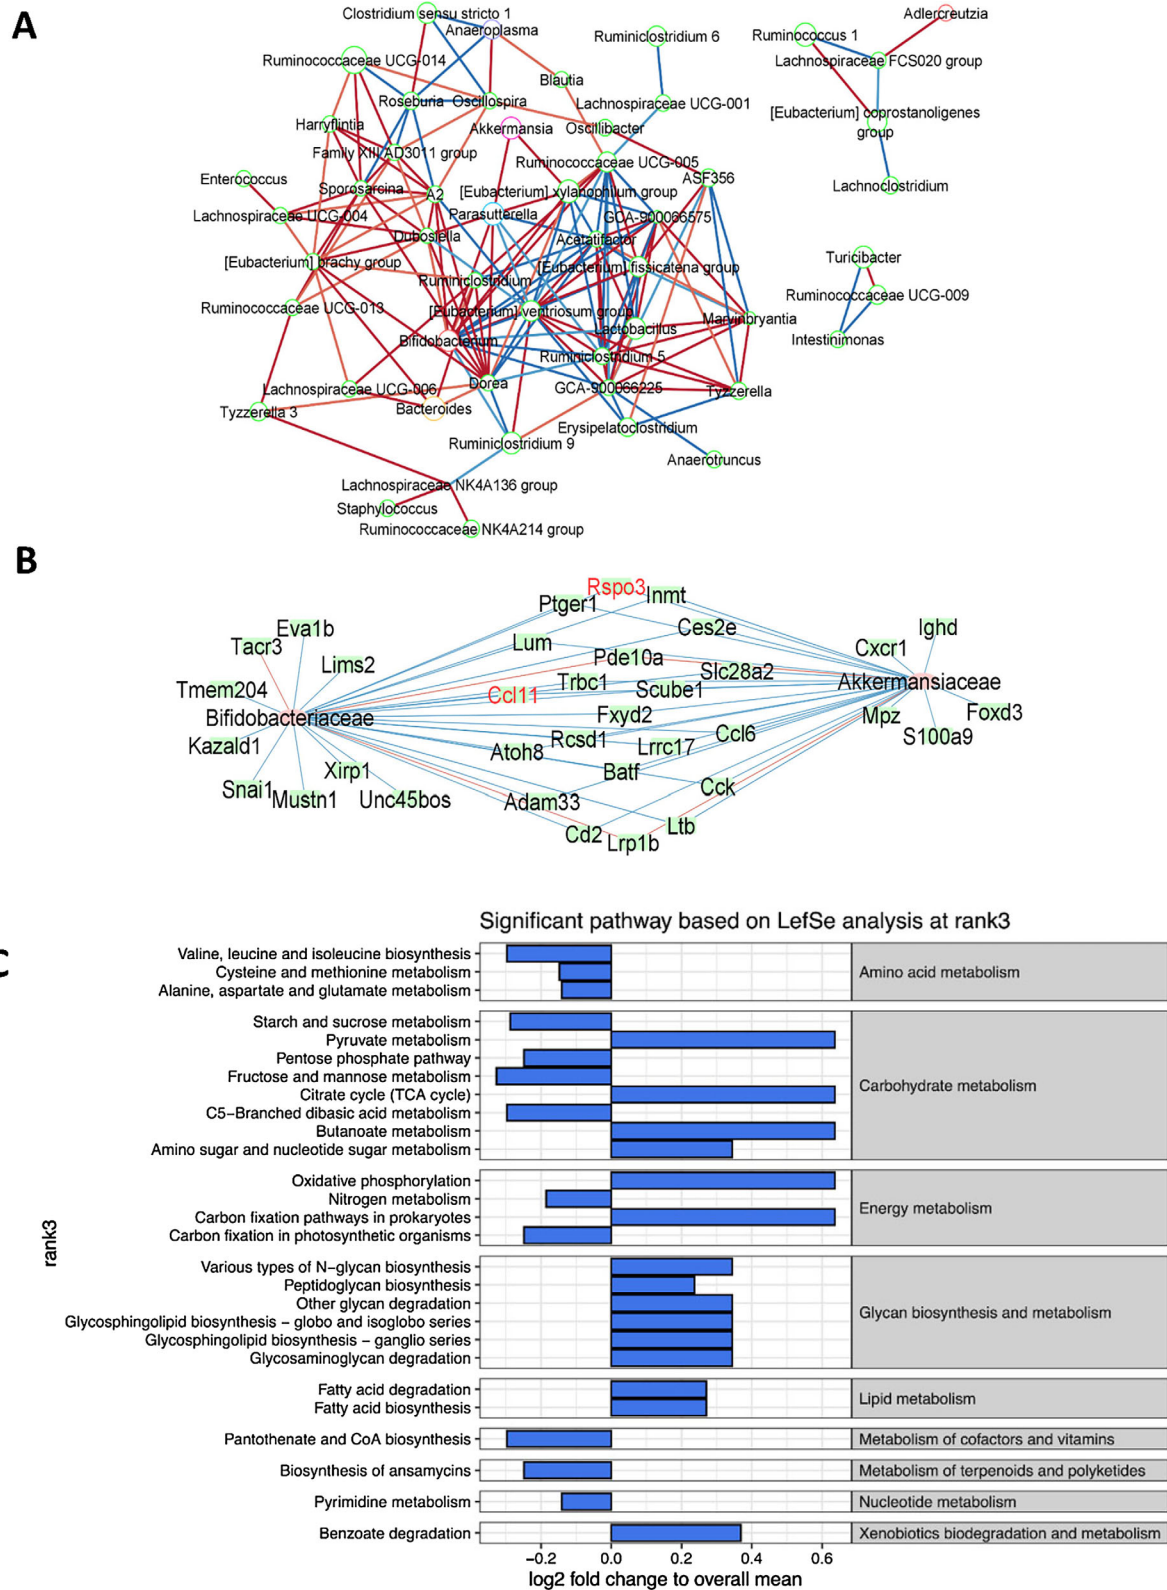 A
Clostridium sensu stricto 1
Anaeroplasma
Adlercreutzia
Ruminiclostridium 6
Ruminococcus 1
Ruminococcaceae UCG-014
Lachnospiraceae FCS020 group
Blautia
Roseburia
Oscillospira
Lachnospiraceae UCG-001
[Eubacterium] coprostanoligenes
group
Harryflintia
Akkermansia
Oscillibacter
Family XIII AD3011 group
Ruminococcaceae UCG-005
Enterococcus
ASF356
Sporosarcina
A2
[Eubacterium] xylanophilum group
Lachnoclostridium
Lachnospiraceae UCG-004
Parasutterella
GCA-900066575
Dubosiella
Acetatifactor
Turicibacter
[Eubacterium] brachy group
[Eubacterium] fissicatena group
Ruminiclostridium
Ruminococcaceae UCG-009
Ruminococcaceae UCG-013
[Eubacterium] ventriosum group
Marvinbryantia
Lactobacillus
Bifidobacterium
Intestinimonas
Ruminiclostridium 5
Lachnospiraceae UCG-006
Dorea
GCA-900066225
Tyzzerella
Tyzzerella 3
Bacteroides
Erysipelatoclostridium
Ruminiclostridium 9
Anaerotruncus
Lachnospiraceae NK4A136 group
Staphylococcus
Ruminococcaceae NK4A214 group
B
Rspo3
Inmt
Ptger1
Eva1b
Ces2e
Ighd
Tacr3
Lum
Cxcr1
Lims2
Pde10a
Slc28a2
Trbc1
Scube1
Akkermansiaceae
Tmem204
Ccl11
Bifidobacteriaceae
Fxyd2
Mpz
Foxd3
Kazald1
Rcsd1
Lrrc17
Ccl6
S100a9
Atoh8
Xirp1
Batf
Snai1
Mustn1
Unc45bos
Adam33
Cck
Cd2
Lrp1b
Ltb
C
Significant pathway based on LefSe analysis at rank3
Valine, leucine and isoleucine biosynthesis
Cysteine and methionine metabolism
Alanine, aspartate and glutamate metabolism
Amino acid metabolism
Starch and sucrose metabolism
Pyruvate metabolism
Pentose phosphate pathway
Fructose and mannose metabolism
Citrate cycle (TCA cycle)
C5−Branched dibasic acid metabolism
Butanoate metabolism
Amino sugar and nucleotide sugar metabolism
Carbohydrate metabolism
Oxidative phosphorylation
Nitrogen metabolism
Carbon fixation pathways in prokaryotes
Carbon fixation in photosynthetic organisms
Energy metabolism
rank3
Various types of N−glycan biosynthesis
Peptidoglycan biosynthesis
Other glycan degradation
Glycosphingolipid biosynthesis − globo and isoglobo series
Glycosphingolipid biosynthesis − ganglio series
Glycosaminoglycan degradation
Glycan biosynthesis and metabolism
Fatty acid degradation
Fatty acid biosynthesis
Lipid metabolism
Pantothenate and CoA biosynthesis
Metabolism of cofactors and vitamins
Biosynthesis of ansamycins
Metabolism of terpenoids and polyketides
Pyrimidine metabolism
Nucleotide metabolism
Benzoate degradation
Xenobiotics biodegradation and metabolism
−0.2 0.0 0.2 0.4 0.6
log2 fold change to overall mean